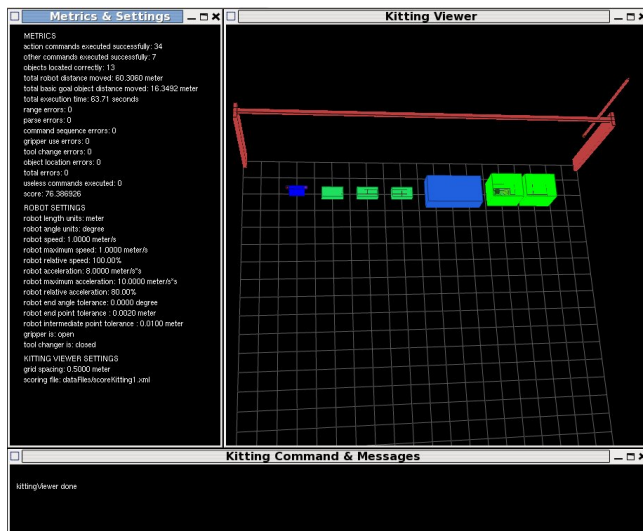 Metrics & Settings
METRICS
action commands executed successfully: 34
other commands executed successfully: 7
objects located correctly: 13
total robot distance moved: 60.3060 meter
total basic goal object distance moved: 16.3492 meter
total execution time: 63.71 seconds
range errors: 0
parse errors: 0
command sequence errors: 0
gripper use errors: 0
tool change errors: 0
object location errors: 0
total errors: 0
useless commands executed: 0
score: 76.386926
ROBOT SETTINGS
robot length units: meter
robot angle units: degree
robot speed: 1.0000 meter/s
robot maximum speed: 1.0000 meter/s
robot relative speed: 100.00%
robot acceleration: 8.0000 meter/s*s
robot maximum acceleration: 10.0000 meter/s*s
robot relative acceleration: 80.00%
robot end angle tolerance: 0.0000 degree
robot end point tolerance : 0.0020 meter
robot intermediate point tolerance : 0.0100 meter
gripper is: open
tool changer is: closed
KITTING VIEWER SETTINGS
grid spacing: 0.5000 meter
scoring file: dataFiles/scoreKitting1.xml
Kitting Viewer
Kitting Command & Messages
kittingViewer done